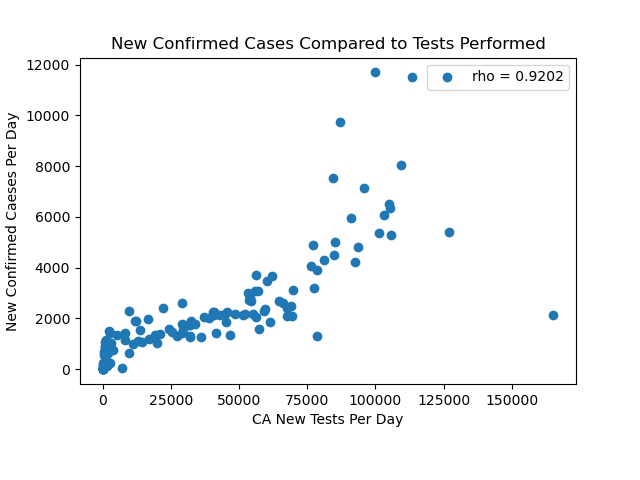 New Confirmed Cases Compared to Tests Performed
12000
10000
8000
6000
4000
2000
0
New Confirmed Caeses Per Day
rho = 0.9202
0 25000 50000 75000 100000 125000 150000
CA New Tests Per Day